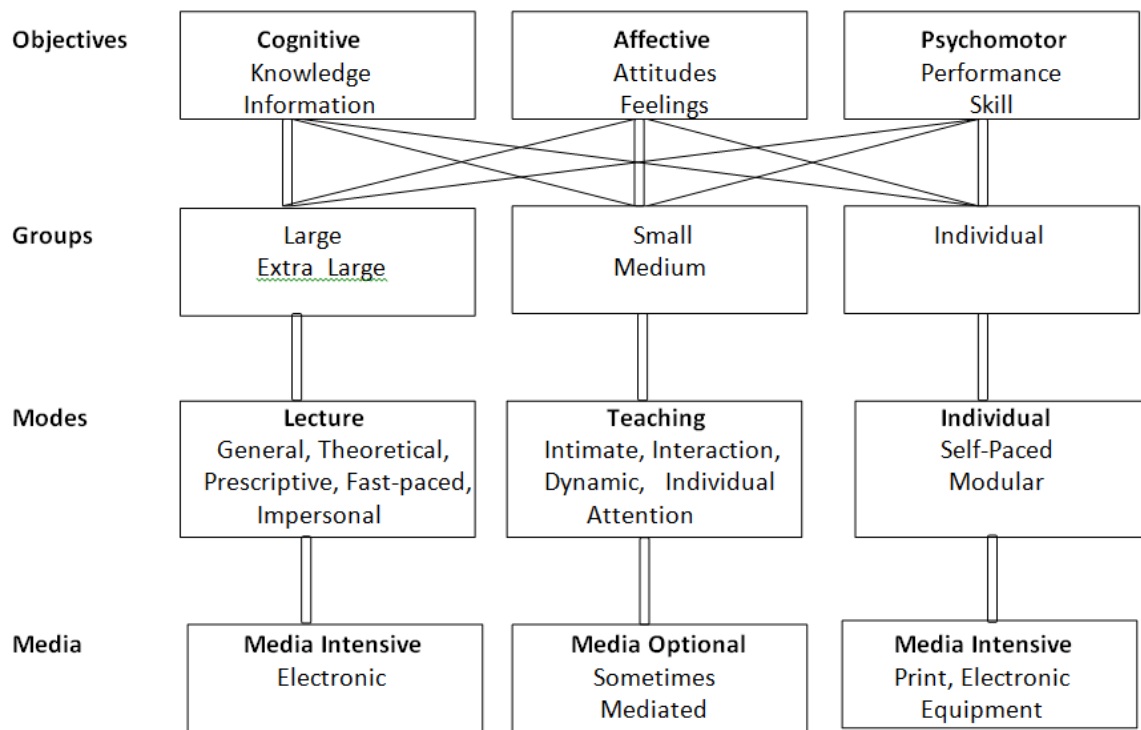 Objectives
Cognitive
Knowledge
Information
Affective
Attitudes
Feelings
Psychomotor
Performance
Skill
Groups
Large
Extra Large
Small
Medium
Individual
Modes
Lecture
General, Theoretical,
Prescriptive, Fast-paced,
Impersonal
Teaching
Intimate, Interaction,
Dynamic, Individual
Attention
Individual
Self-Paced
Modular
Media
Media Intensive
Electronic
Media Optional
Sometimes
Mediated
Media Intensive
Print, Electronic
Equipment